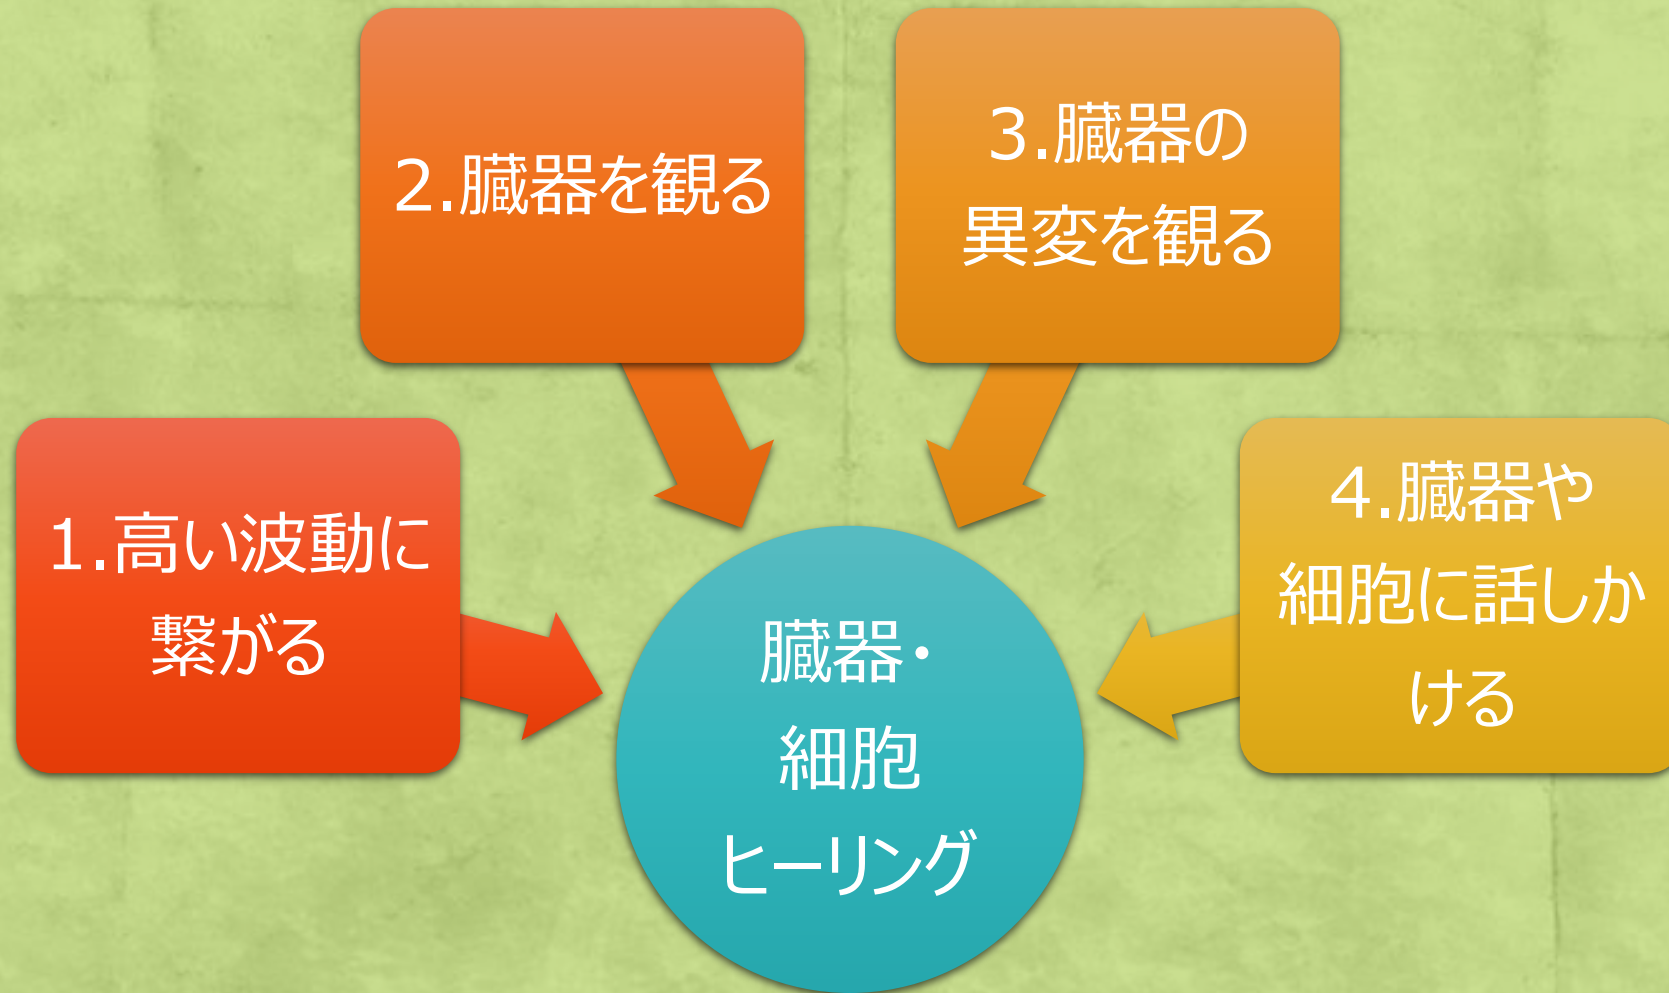 1.高い波動に
繋がる
2.臓器を観る
3.臓器の
異変を観る
4.臓器や
細胞に話しか
ける
臓器・
細胞
ヒーリング